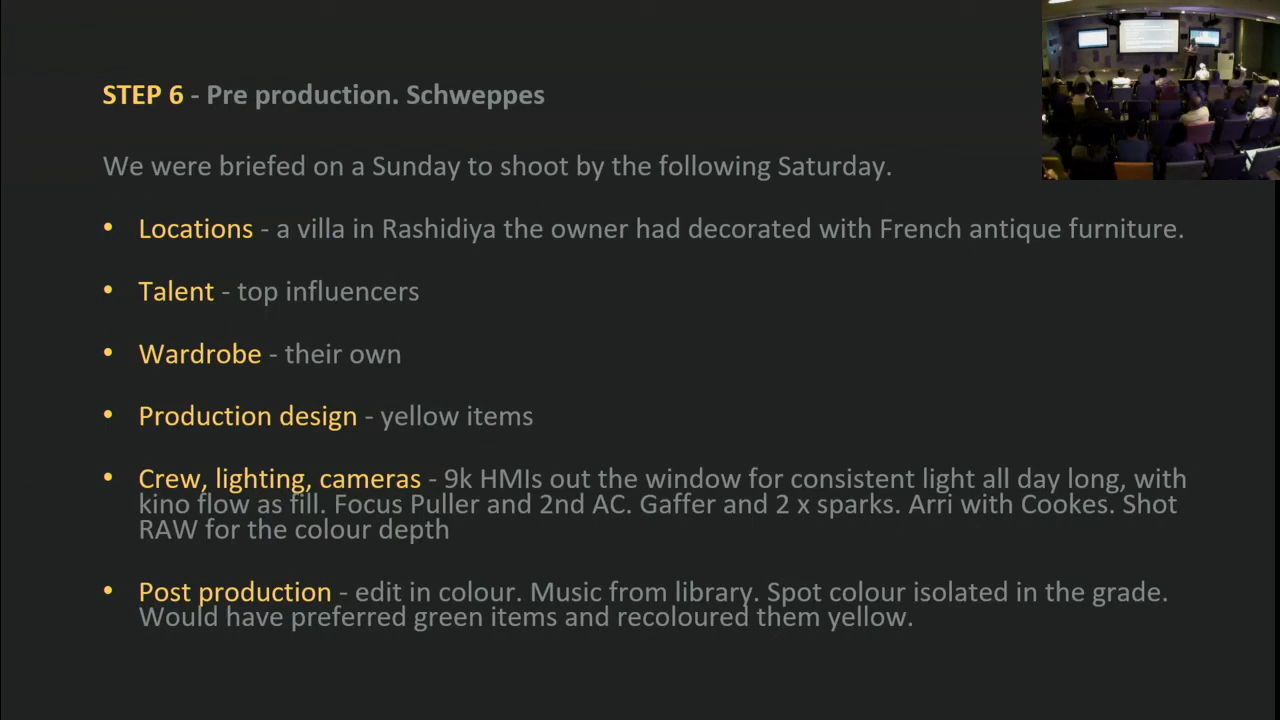 STEP 6 - Pre production. Schweppes
We were briefed on a Sunday to shoot by the following Saturday.
• Locations - a villa in Rashidiya the owner had decorated with French antique furniture.
• Talent - top influencers
• Wardrobe - their own
• Production design - yellow items
• Crew, lighting, cameras - 9k HMIs out the window for consistent light all day long, with
kino flow as fill. Focus Puller and 2nd AC. Gaffer and 2 x sparks. Arri with Cookes. Shot
RAW for the colour depth
• Post production - edit in colour. Music from library. Spot colour isolated in the grade.
Would have preferred green items and recoloured them yellow.